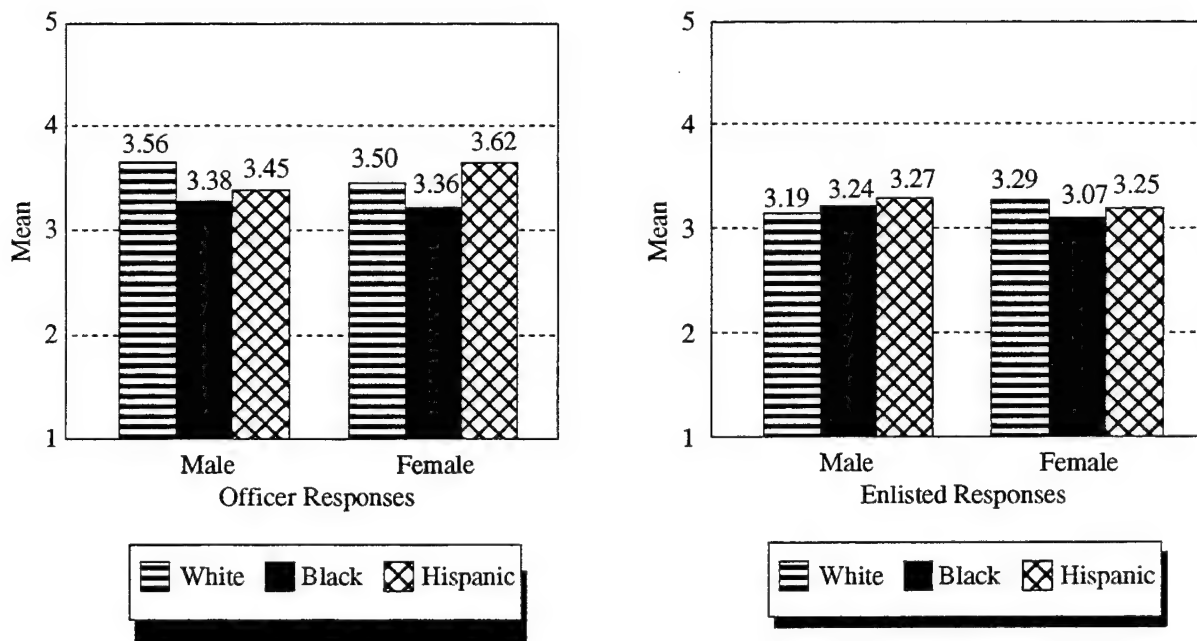 5
4
3
2
1
Mean
3.56
3.38
3.45
3.50
3.36
3.62
Male Female
Officer Responses
White Black Hispanic
5
4
3
2
1
Mean
3.19
3.24
3.27
3.29
3.07
3.25
Male Female
Enlisted Responses
White Black Hispanic